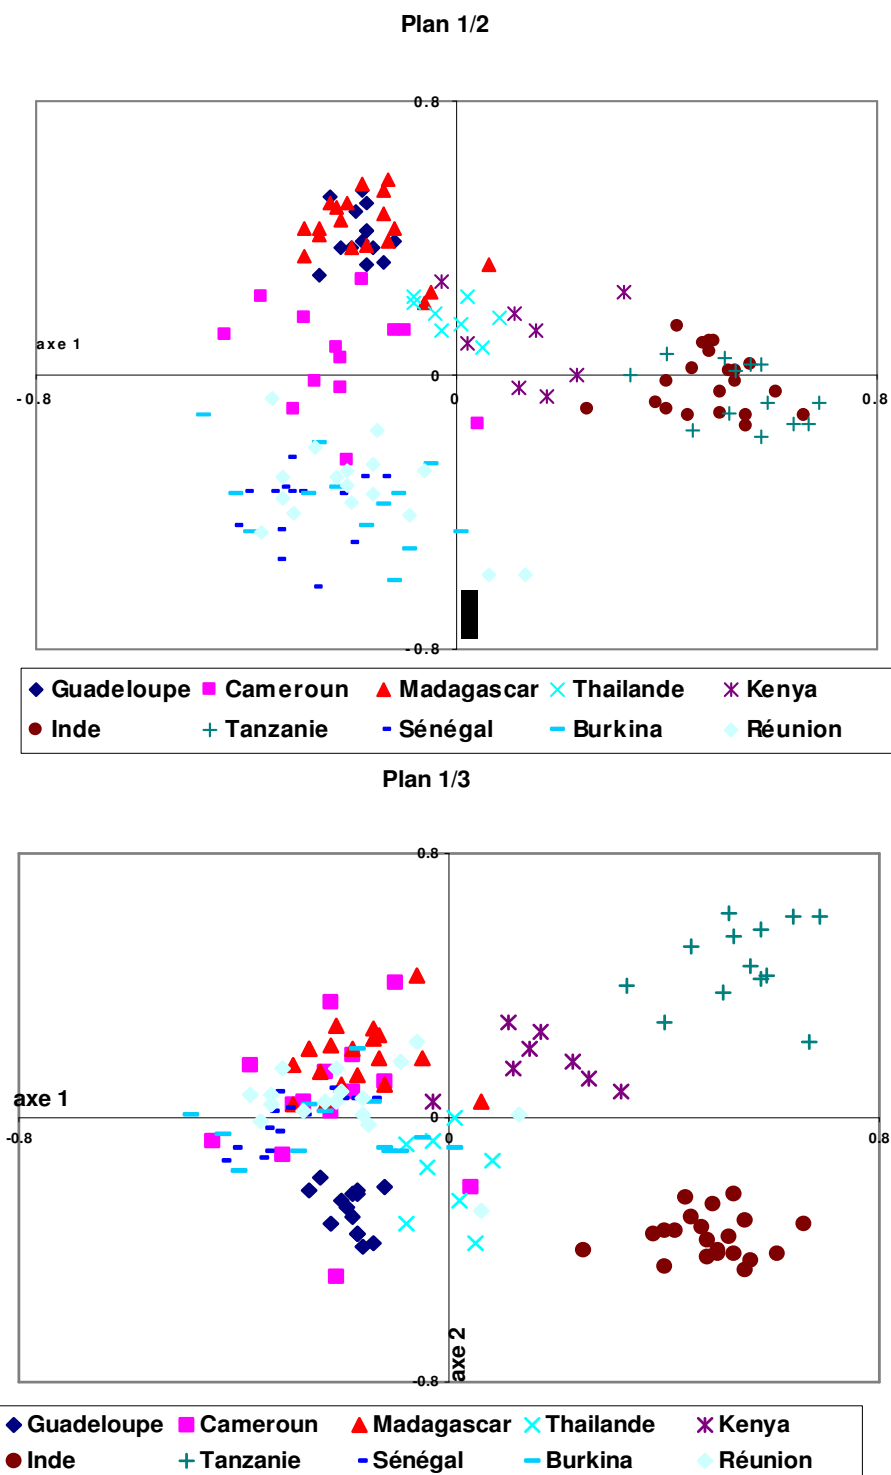 Plan 1/2
0.8
axe 1
0
-0.8 0 0.8
-0.8
Guadeloupe Cameroun Madagascar Thailande Kenya
Inde Tanzanie Sénégal Burkina Réunion
Plan 1/3
0.8
axe 1
0
-0.8 0 0.8
axe 2
-0.8
Guadeloupe Cameroun Madagascar Thailande Kenya
Inde Tanzanie Sénégal Burkina Réunion